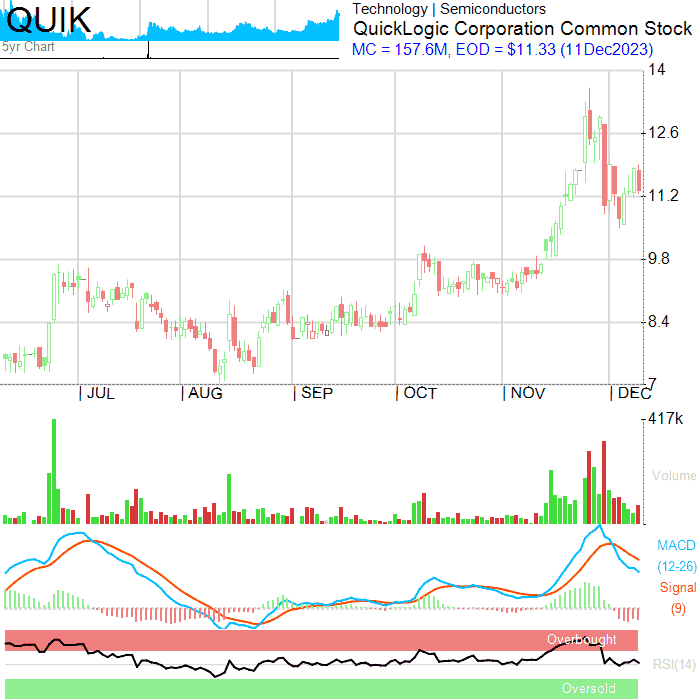 QUIK
5yr Chart
Technology | Semiconductors
QuickLogic Corporation Common Stock
MC = 157.6M, EOD = $11.33 (11Dec2023)
14
12.6
11.2
9.8
8.4
7
| JUL | AUG | SEP | OCT | NOV | DEC
417k
Volume
MACD
(12-26)
Signal
(9)
Overbought
RSI(14)
Oversold